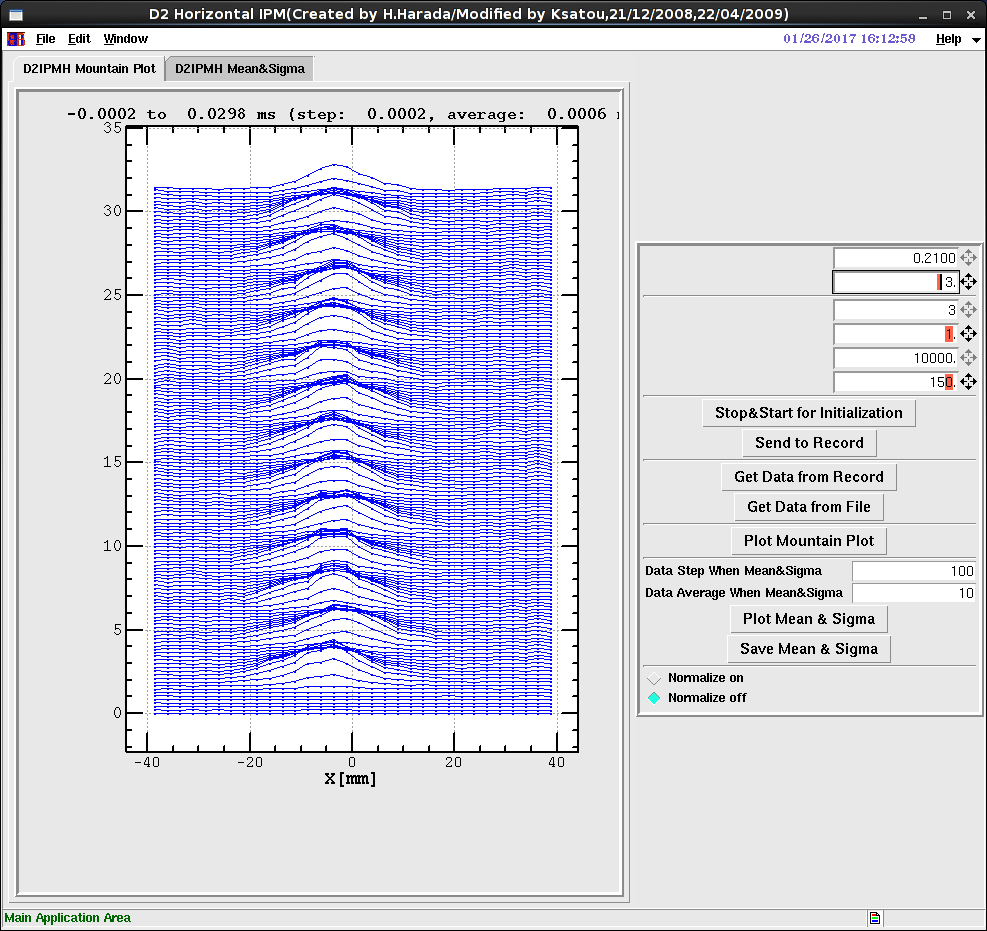 D2 Horizontal IPM(Created by H.Harada/Modified by Ksatou,21/12/2008,22/04/2009)
File Edit Window 01/26/2017 16:12:59 Help
D2IPMH Mountain Plot D2IPMH Mean&Sigma
-0.0002 to 0.0298 ms (step: 0.0002, average: 0.0006
35
30
25
20
15
10
5
0
-40 -20 0 20 40
X[mm]
0.2100
3.
3
1.
10000.
150.
Stop&Start for Initialization
Send to Record
Get Data from Record
Get Data from File
Plot Mountain Plot
Data Step When Mean&Sigma 100
Data Average When Mean&Sigma 10
Plot Mean & Sigma
Save Mean & Sigma
Normalize on
Normalize off
Main Application Area